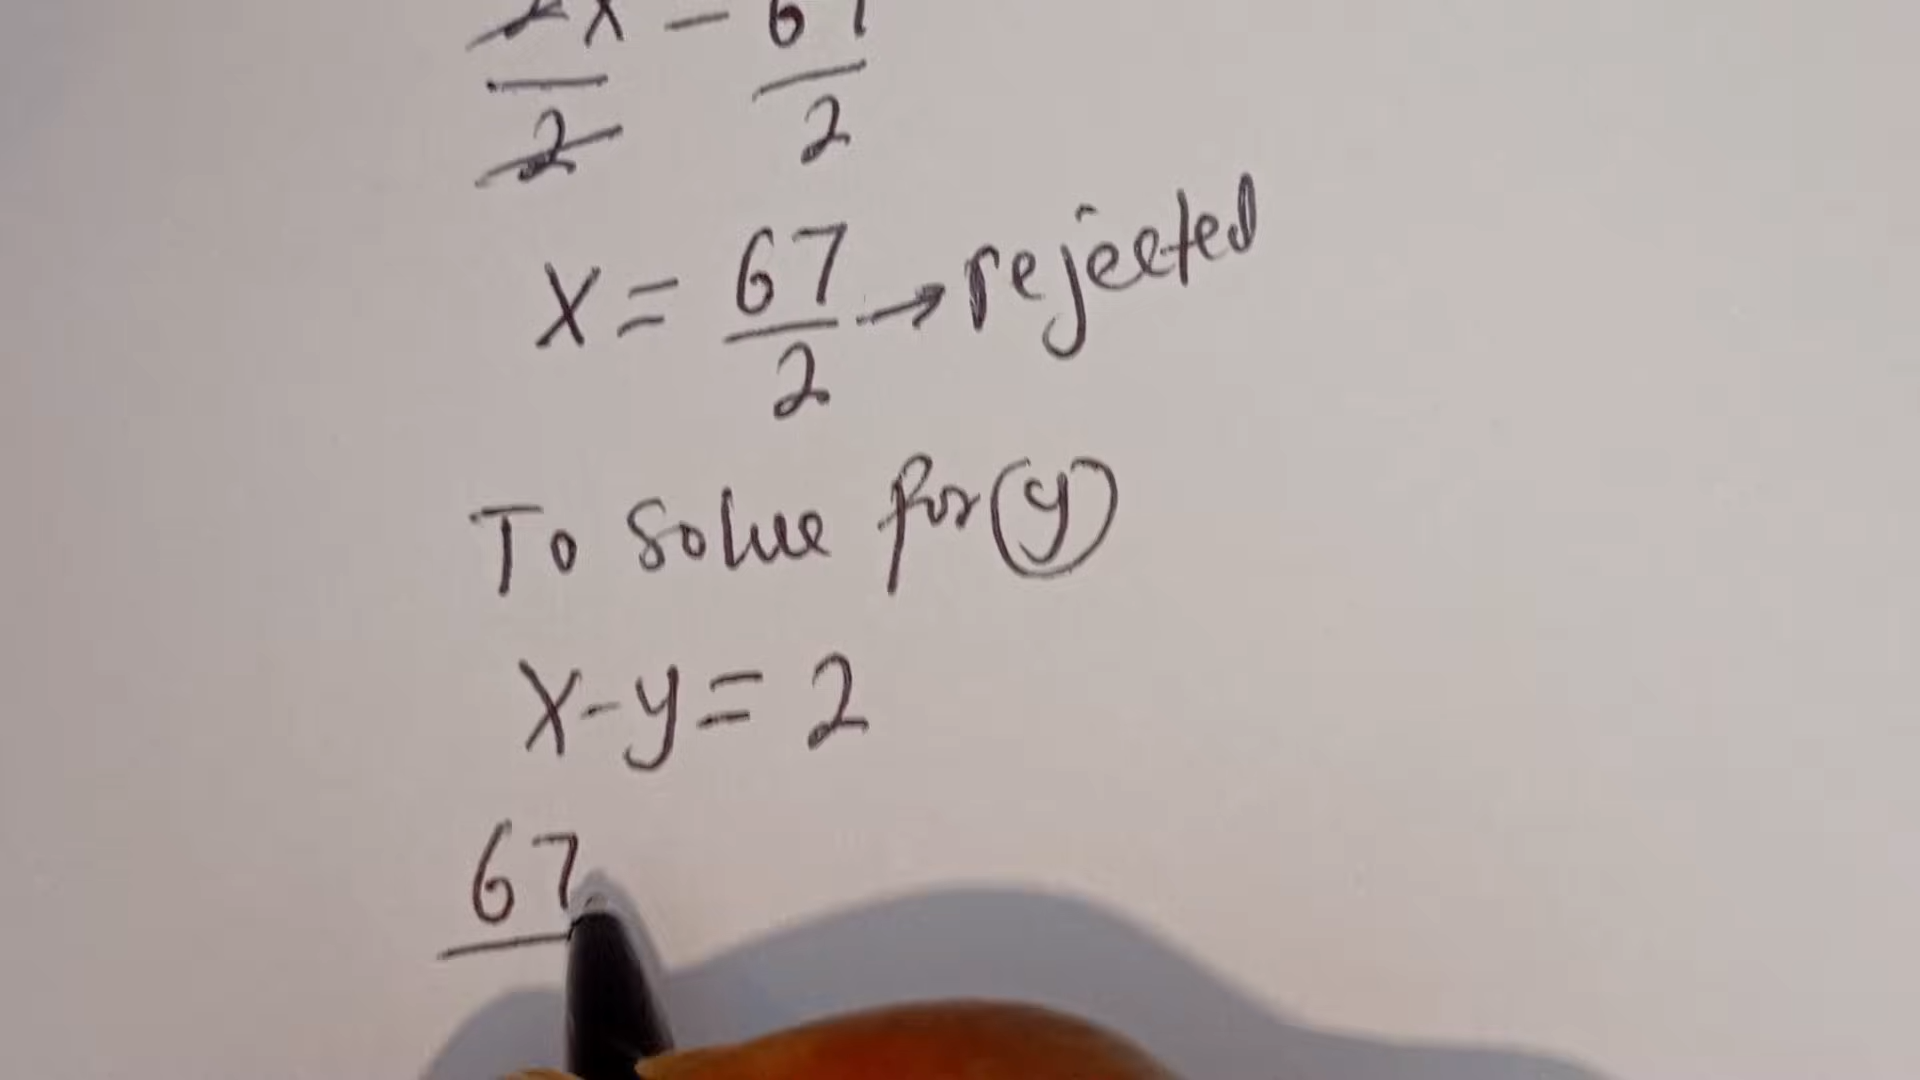 2x - 67
2 2
x = 67/2 → rejected
To solve for (y)
x-y = 2
67